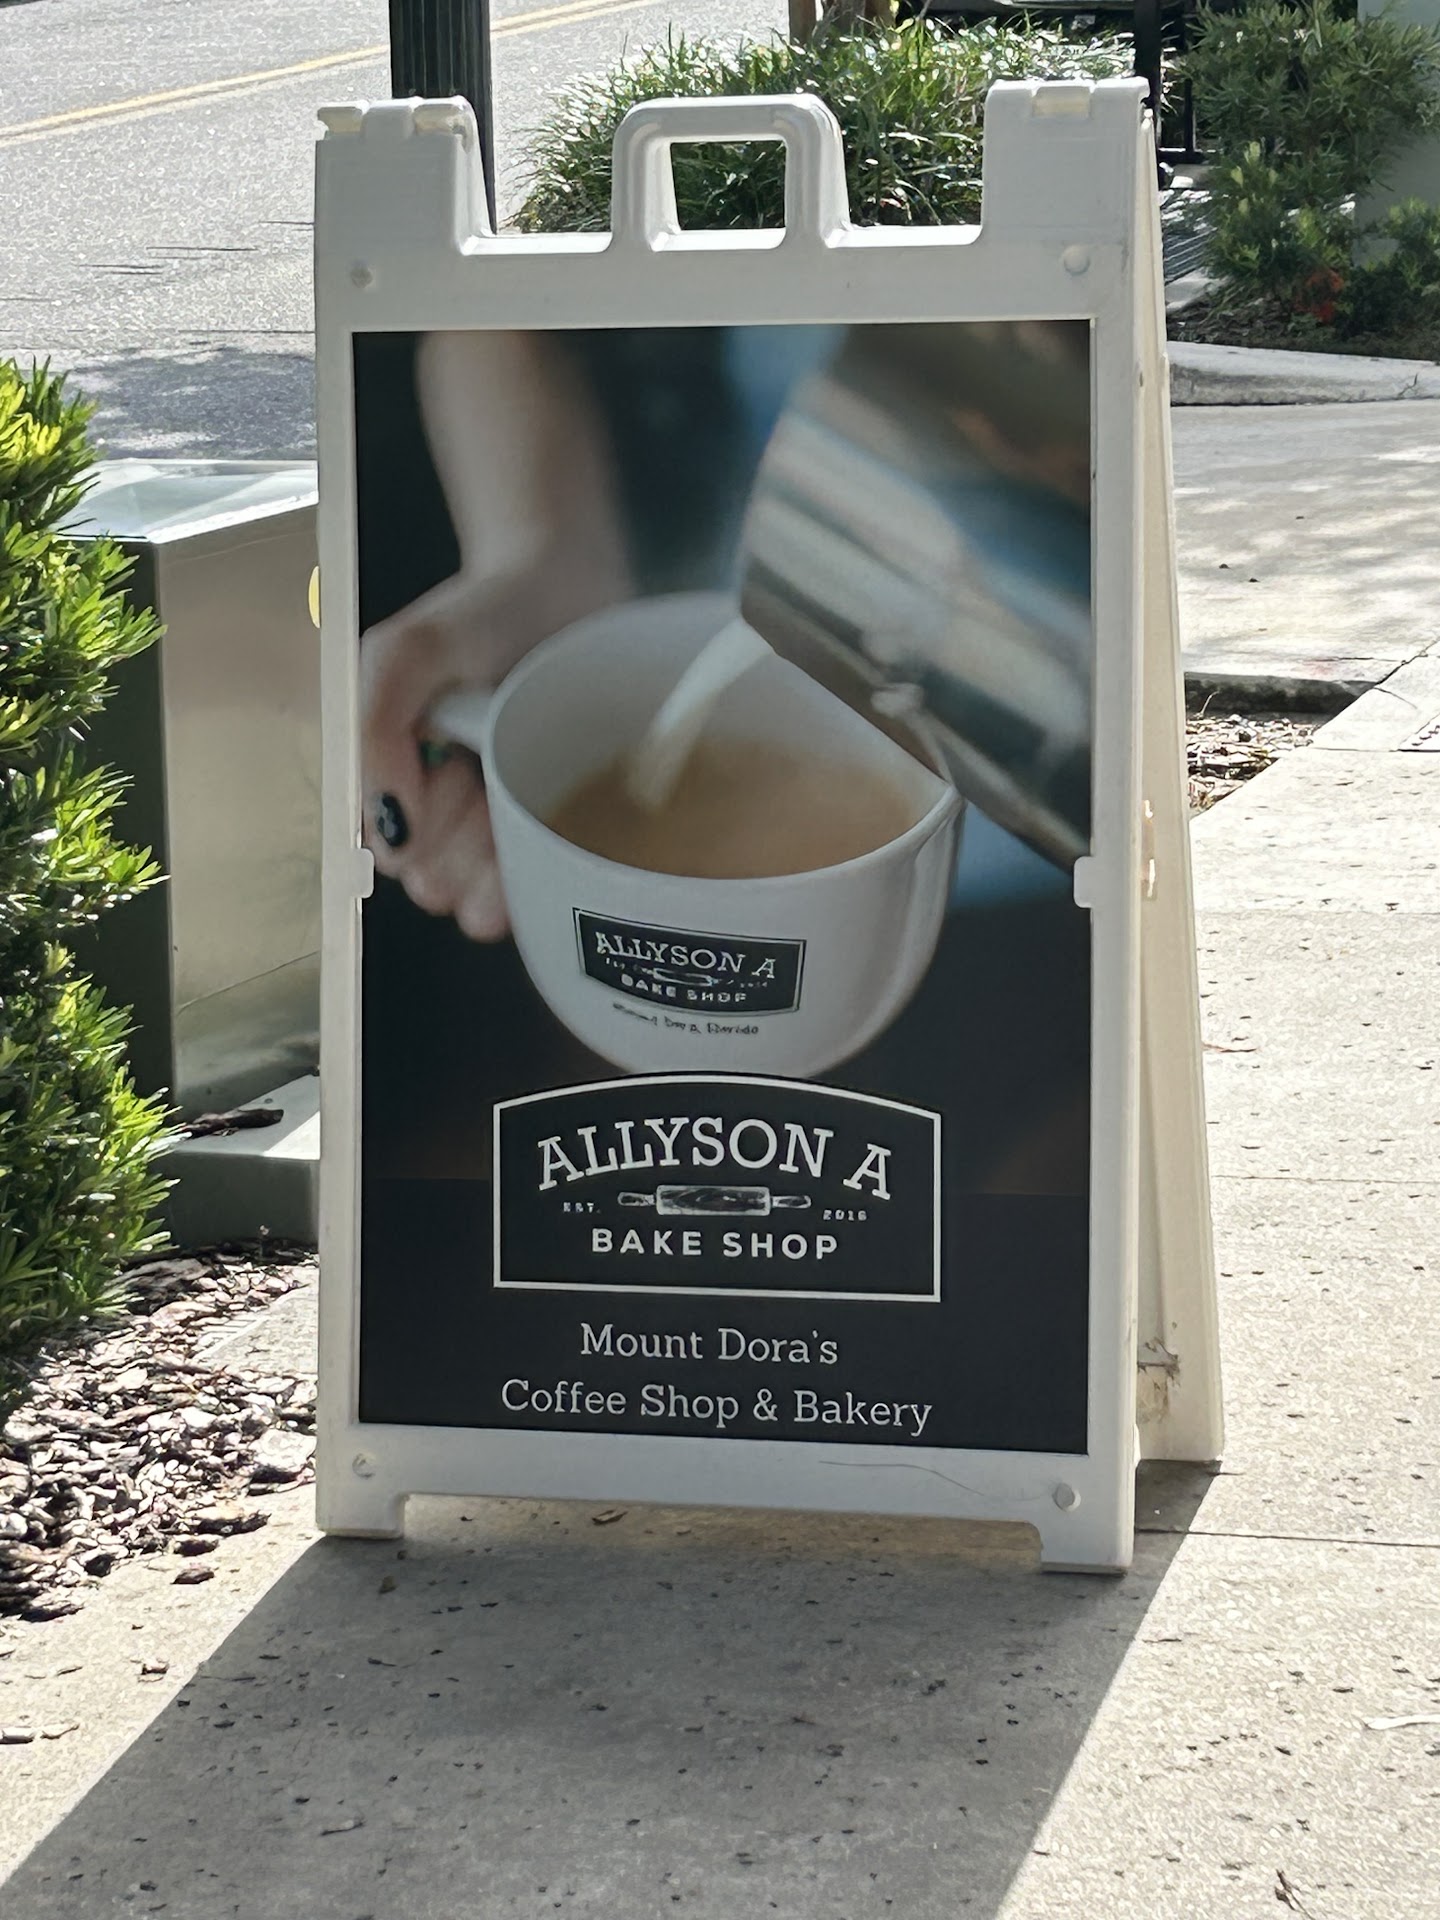 ALLYSON A
BAKE SHOP
ALLYSON A
EST. 2016
BAKE SHOP
Mount Dora's
Coffee Shop & Bakery